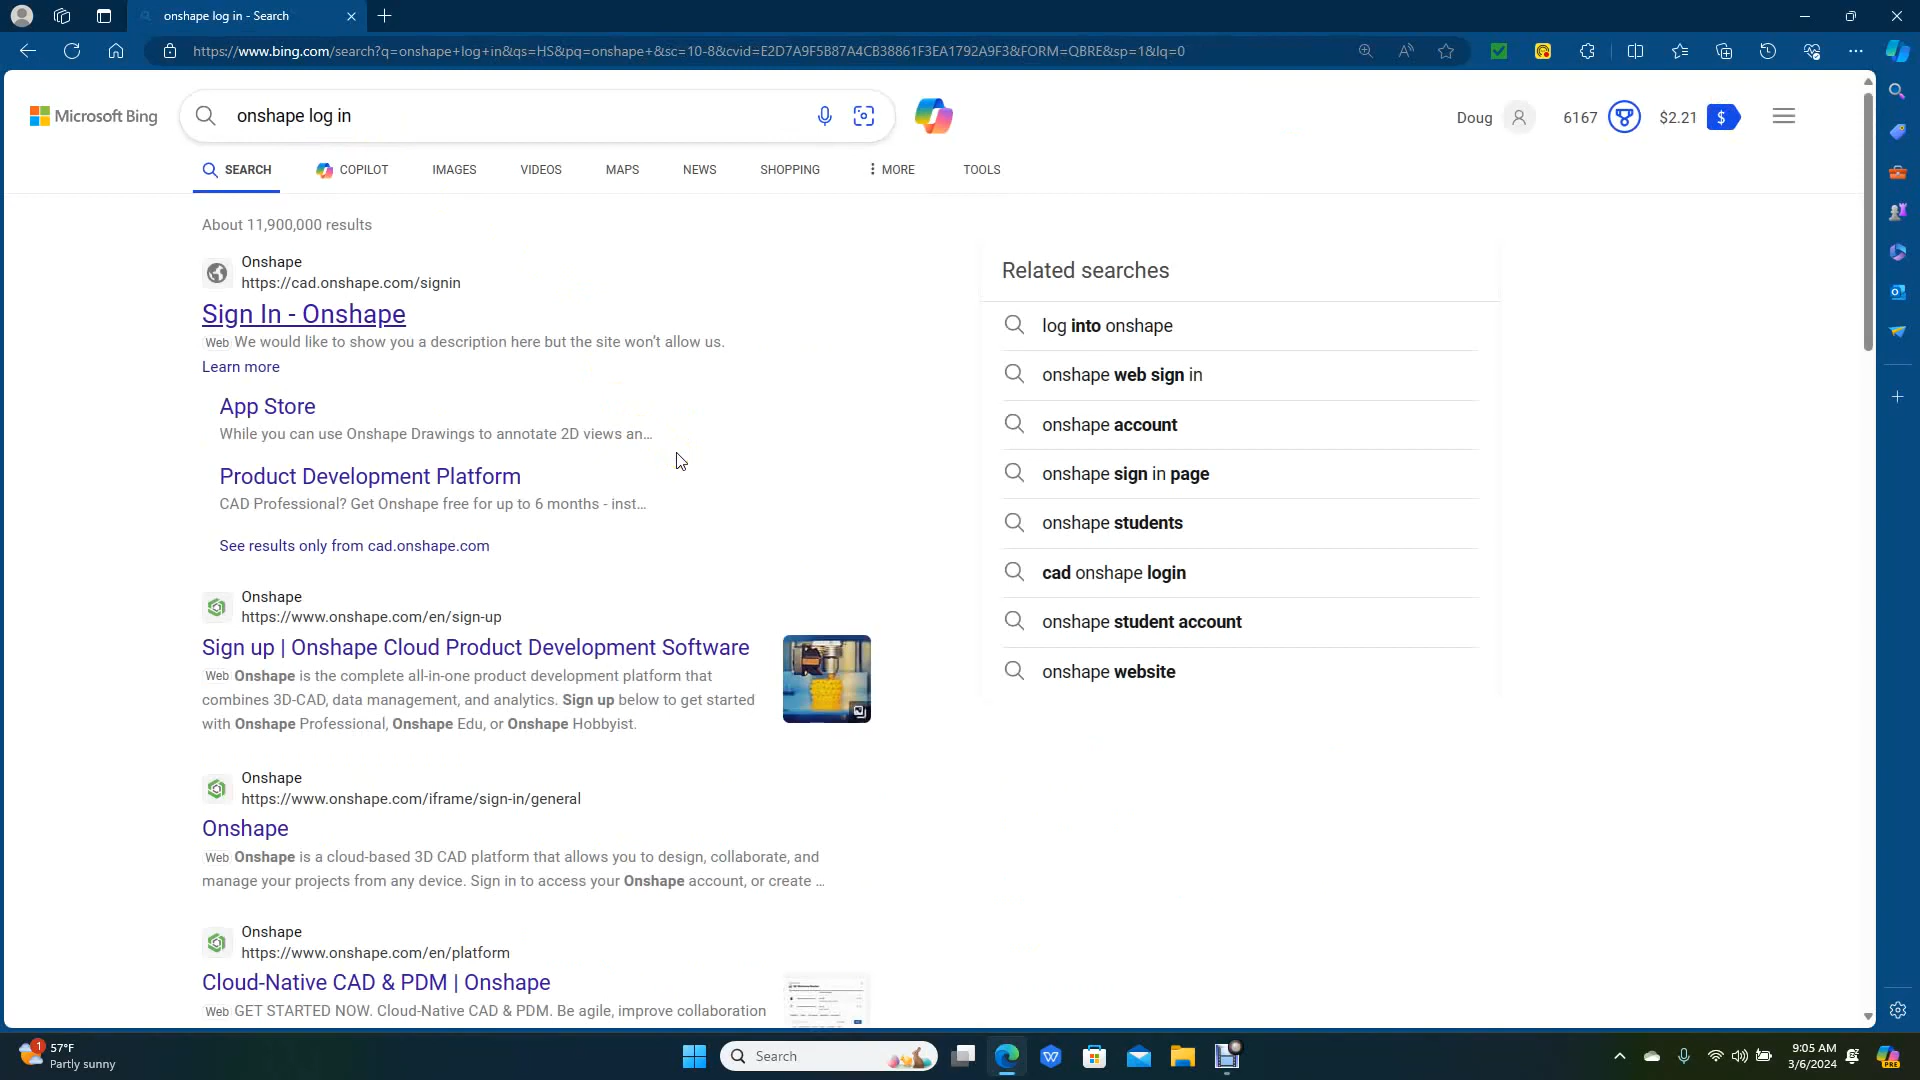 onshape log in - Search
https://www.bing.com/search?q=onshape+log+in&qs=HS&pq=onshape+&sc=10-8&cvid=E2D7A9F5B87A4CB38861F3EA1792A9F3&FORM=QBRE&sp=1&lq=0
Microsoft Bing
onshape log in
Doug
6167
$2.21
$
SEARCH
COPILOT
IMAGES
VIDEOS
MAPS
NEWS
SHOPPING
MORE
TOOLS
About 11,900,000 results
Onshape
https://cad.onshape.com/signin
Sign In - Onshape
Web We would like to show you a description here but the site won't allow us.
Learn more
App Store
While you can use Onshape Drawings to annotate 2D views an...
Product Development Platform
CAD Professional? Get Onshape free for up to 6 months - inst...
See results only from cad.onshape.com
Onshape
https://www.onshape.com/en/sign-up
Sign up | Onshape Cloud Product Development Software
Web Onshape is the complete all-in-one product development platform that
combines 3D-CAD, data management, and analytics. Sign up below to get started
with Onshape Professional, Onshape Edu, or Onshape Hobbyist.
Onshape
https://www.onshape.com/iframe/sign-in/general
Onshape
Web Onshape is a cloud-based 3D CAD platform that allows you to design, collaborate, and
manage your projects from any device. Sign in to access your Onshape account, or create ...
Onshape
https://www.onshape.com/en/platform
Cloud-Native CAD & PDM | Onshape
Web GET STARTED NOW. Cloud-Native CAD & PDM. Be agile, improve collaboration
Related searches
log into onshape
onshape web sign in
onshape account
onshape sign in page
onshape students
cad onshape login
onshape student account
onshape website
1
57°F
Partly sunny
Search
9:05 AM
3/6/2024
PRE